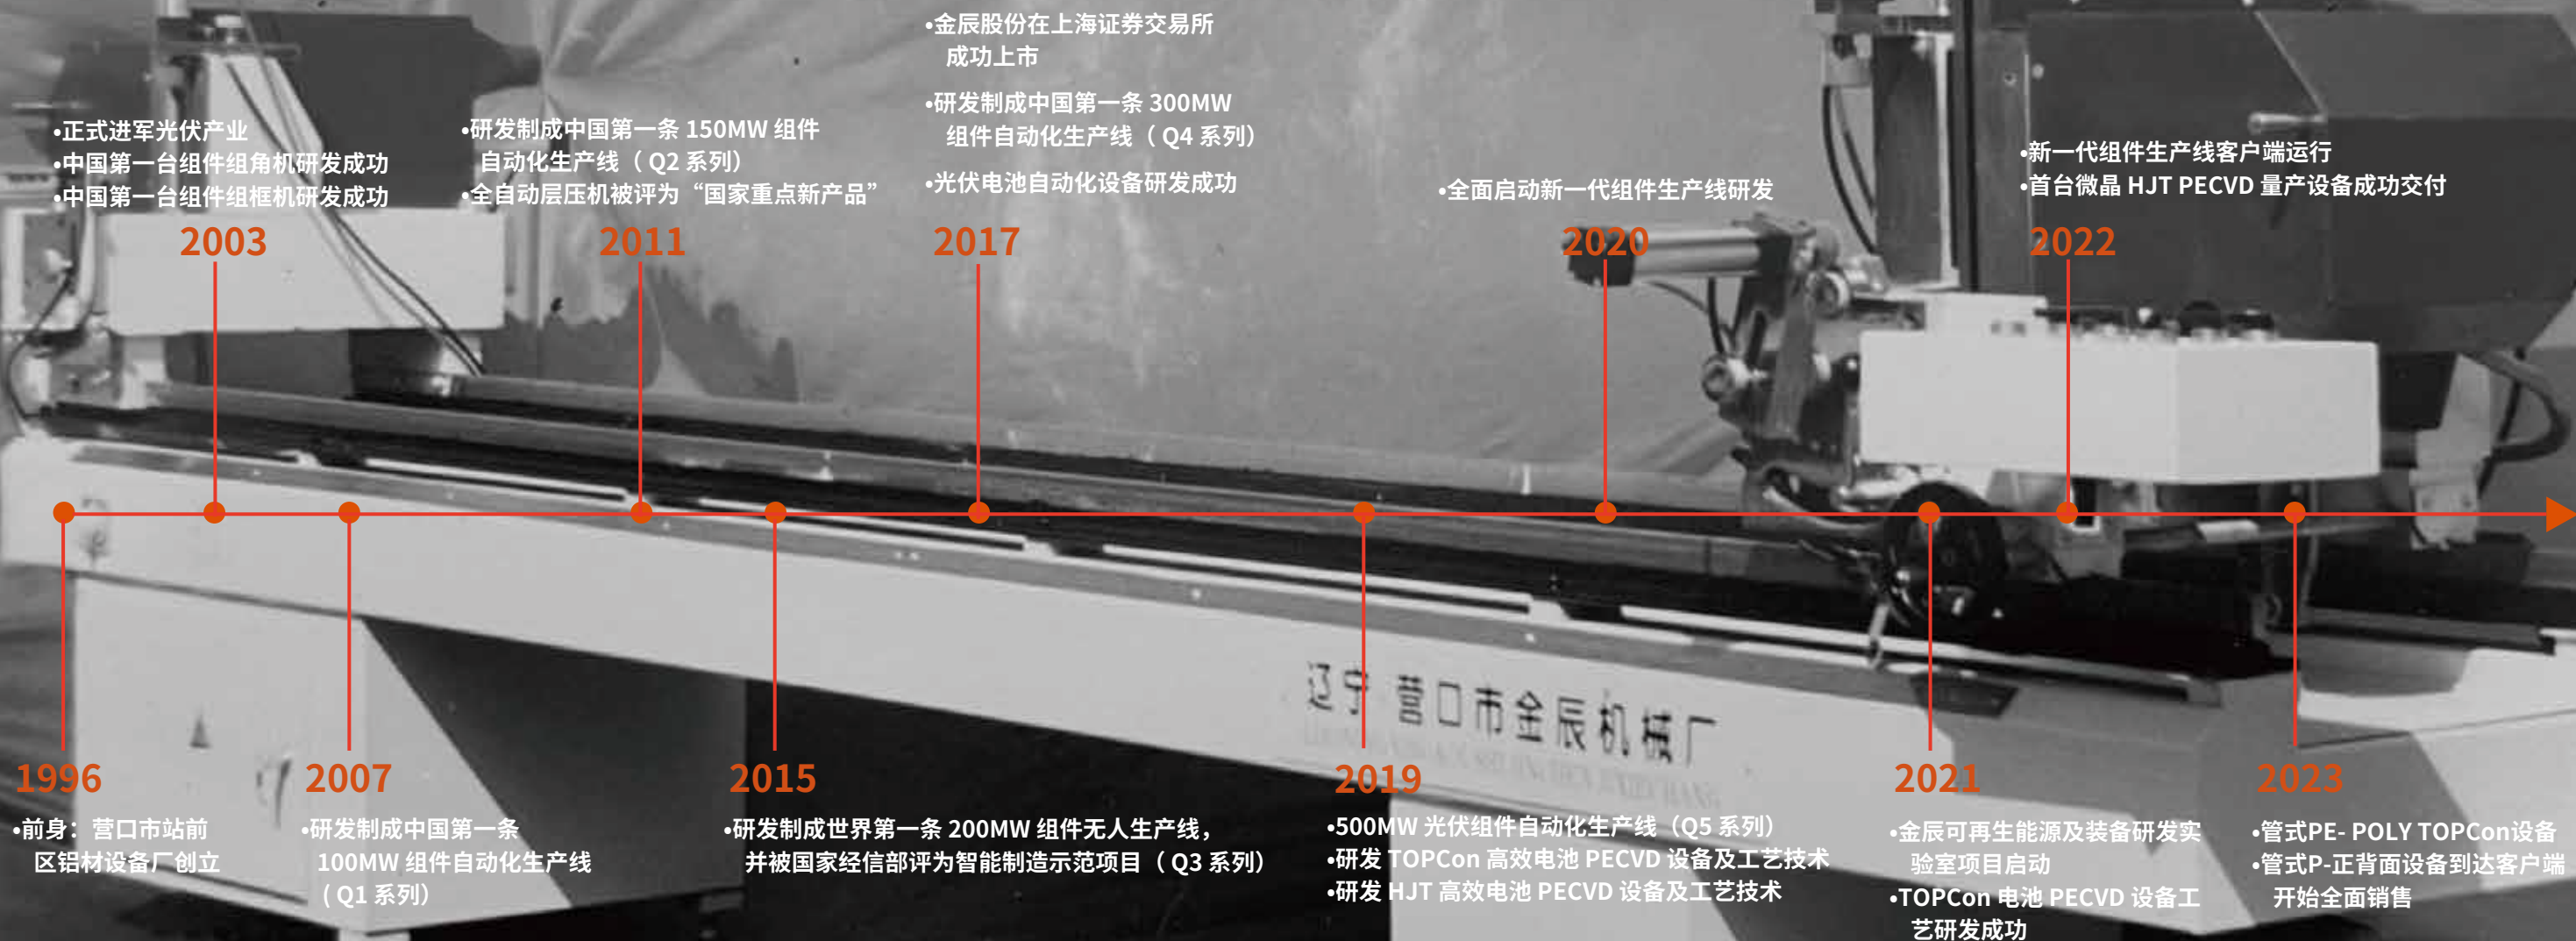 •正式进军光伏产业
•中国第一台组件组角机研发成功
•中国第一台组件组框机研发成功
2003
•研发制成中国第一条 150MW 组件
自动化生产线（ Q2 系列）
•全自动层压机被评为“国家重点新产品”
2011
•金辰股份在上海证券交易所
成功上市
•研发制成中国第一条 300MW
组件自动化生产线（ Q4 系列）
•光伏电池自动化设备研发成功
2017
•全面启动新一代组件生产线研发
2020
•新一代组件生产线客户端运行
•首台微晶 HJT PECVD 量产设备成功交付
2022
辽宁 营口市金辰机械厂
1996
•前身：营口市站前
区铝材设备厂创立
2007
•研发制成中国第一条
100MW 组件自动化生产线
( Q1 系列）
2015
•研发制成世界第一条 200MW 组件无人生产线，
并被国家经信部评为智能制造示范项目（ Q3 系列）
2019
•500MW 光伏组件自动化生产线（Q5 系列）
•研发 TOPCon 高效电池 PECVD 设备及工艺技术
•研发 HJT 高效电池 PECVD 设备及工艺技术
2021
•金辰可再生能源及装备研发实
验室项目启动
•TOPCon 电池 PECVD 设备工
艺研发成功
2023
•管式PE- POLY TOPCon设备
•管式P-正背面设备到达客户端
开始全面销售